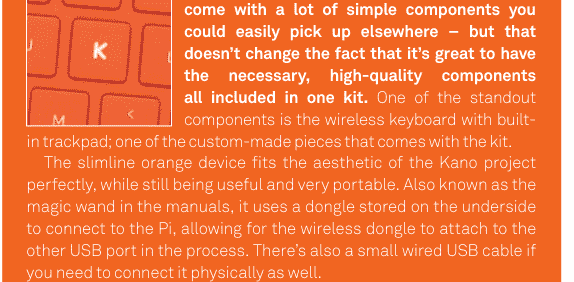 come with a lot of simple components you
could easily pick up elsewhere – but that
doesn't change the fact that it's great to have
the necessary, high-quality components
all included in one kit. One of the standout
components is the wireless keyboard with built-
in trackpad; one of the custom-made pieces that comes with the kit.
The slimline orange device fits the aesthetic of the Kano project
perfectly, while still being useful and very portable. Also known as the
magic wand in the manuals, it uses a dongle stored on the underside
to connect to the Pi, allowing for the wireless dongle to attach to the
other USB port in the process. There's also a small wired USB cable if
you need to connect it physically as well.
K
M <